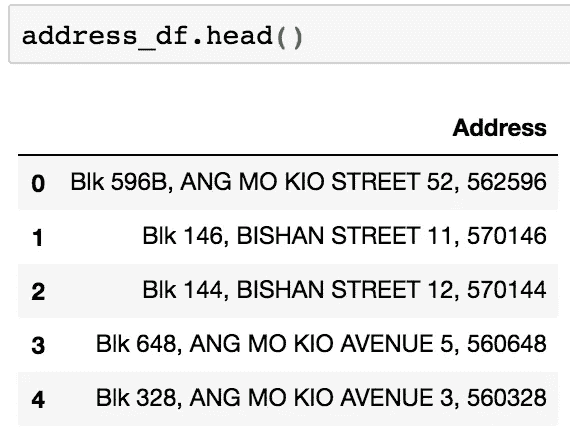 address_df.head()
Address
0 Blk 596B, ANG MO KIO STREET 52, 562596
1 Blk 146, BISHAN STREET 11, 570146
2 Blk 144, BISHAN STREET 12, 570144
3 Blk 648, ANG MO KIO AVENUE 5, 560648
4 Blk 328, ANG MO KIO AVENUE 3, 560328